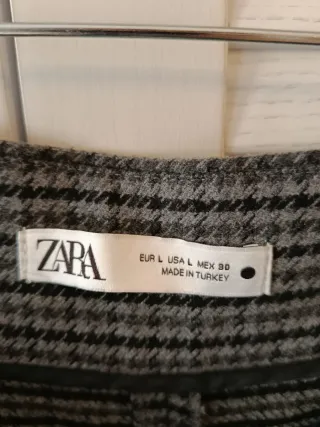 ZARA
EUR L USA L MEX 30
MADE IN TURKEY